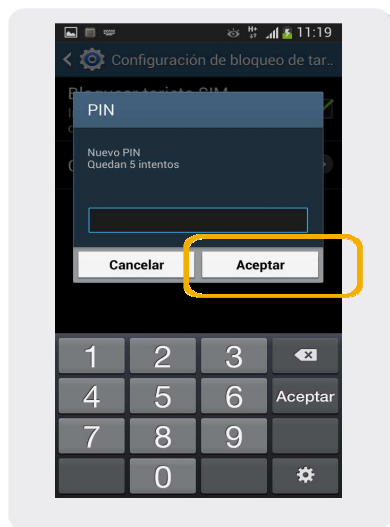 H+ 11:19
Configuración de bloqueo de tar..
PIN
Nuevo PIN
Quedan 5 intentos
Cancelar Aceptar
1 2 3
4 5 6 Aceptar
7 8 9
0